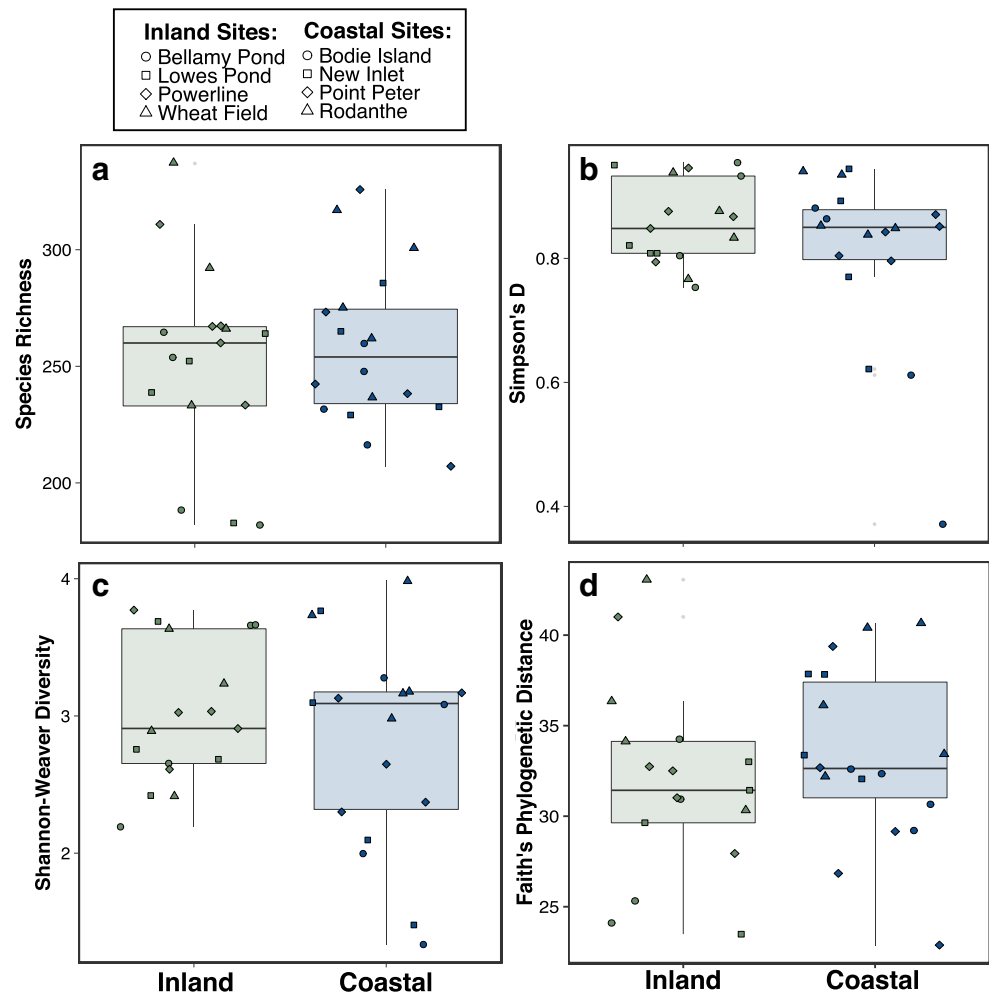 Inland Sites:
Bellamy Pond
Lowes Pond
Powerline
Wheat Field
Coastal Sites:
Bodie Island
New Inlet
Point Peter
Rodanthe
a
Species Richness
300
250
200
b
Simpson's D
0.8
0.6
0.4
c
Shannon-Weaver Diversity
4
3
2
Inland
Coastal
d
Faith's Phylogenetic Distance
40
35
30
25
Inland
Coastal